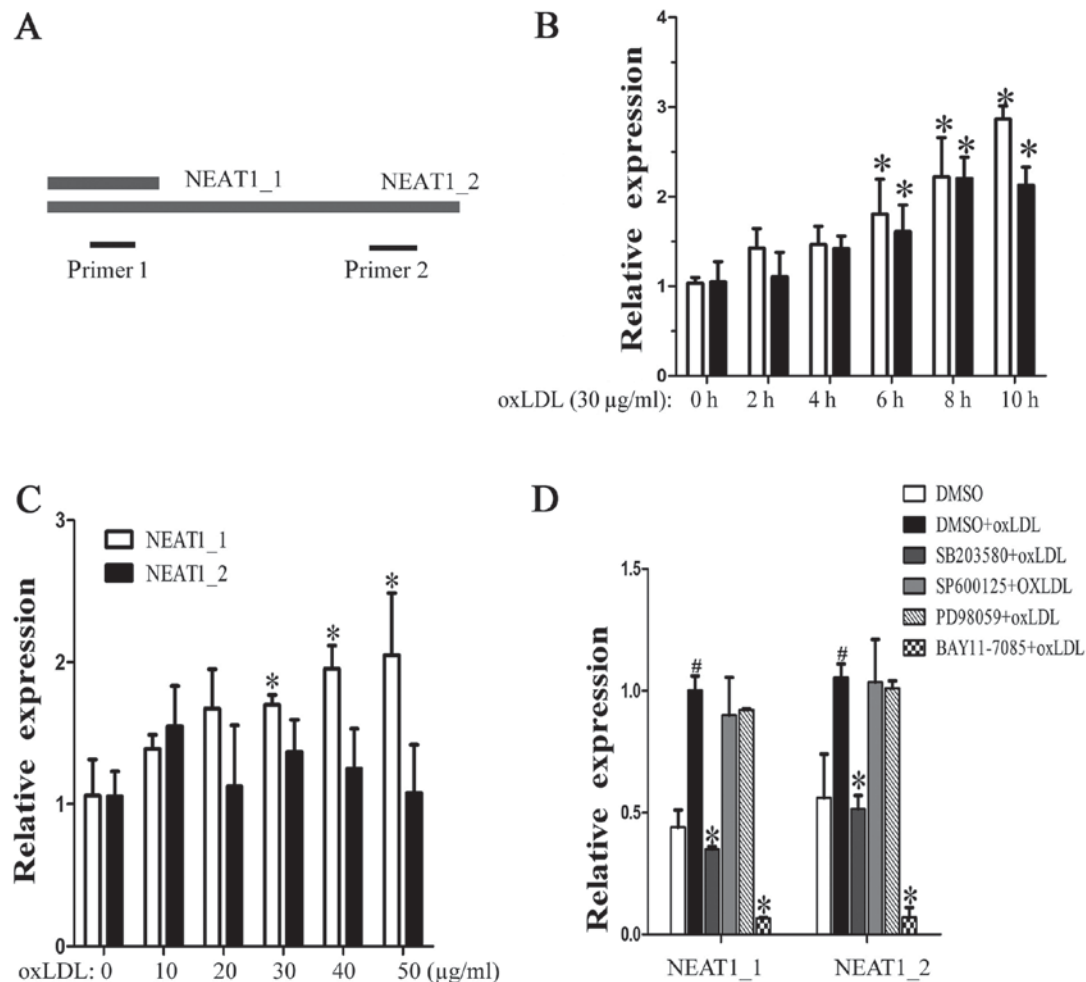 A
NEAT1_1
NEAT1_2
Primer 1
Primer 2
B
Relative expression
4
3
2
1
0
* * * * * *
oxLDL (30 µg/ml): 0 h 2 h 4 h 6 h 8 h 10 h
C
Relative expression
3
2
1
0
NEAT1_1
NEAT1_2
* * *
oxLDL: 0 10 20 30 40 50 (µg/ml)
D
DMSO
DMSO+oxLDL
SB203580+oxLDL
SP600125+OXLDL
PD98059+oxLDL
BAY11-7085+oxLDL
Relative expression
1.5
1.0
0.5
0.0
# * * # * *
NEAT1_1 NEAT1_2